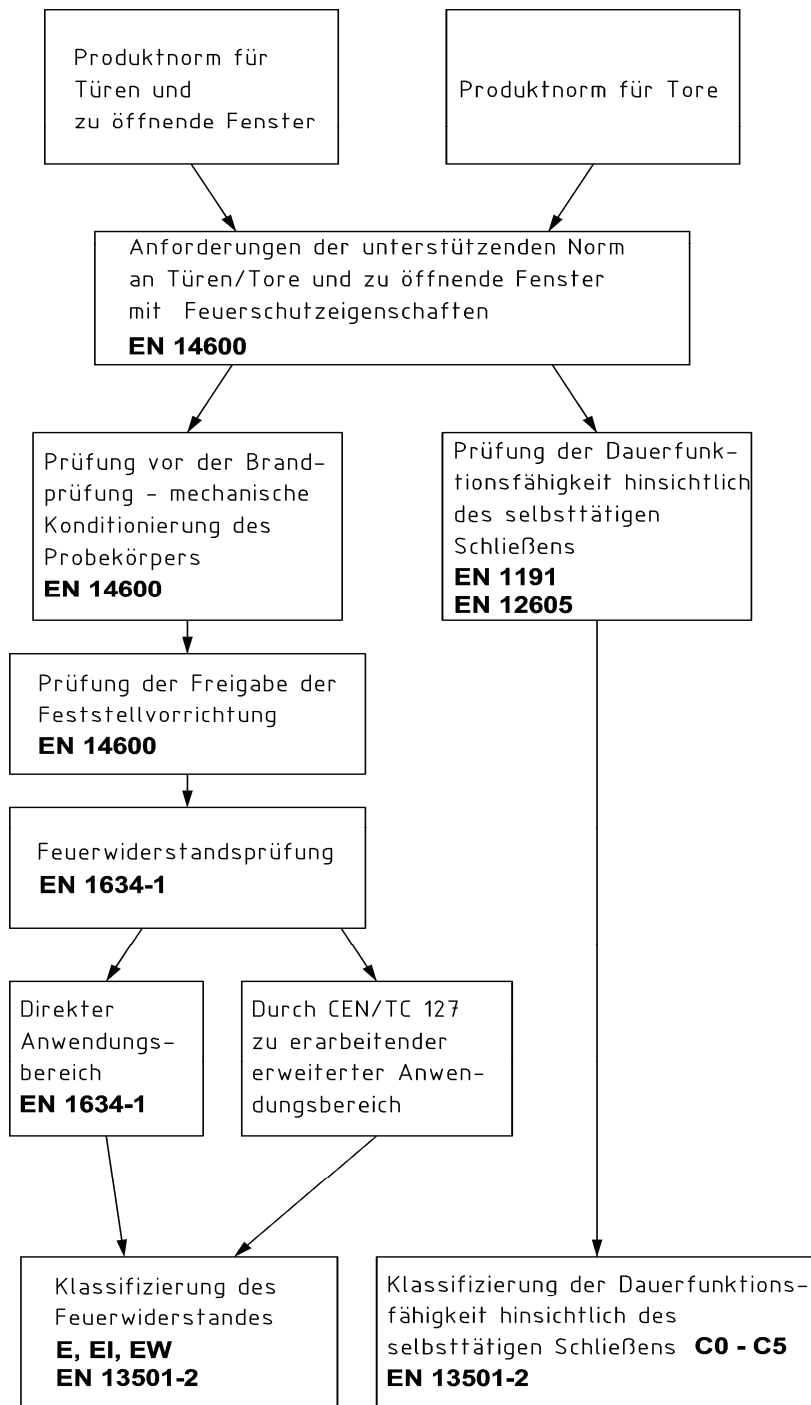 Produktnorm für
Türen und
zu öffnende Fenster
Produktnorm für Tore
Anforderungen der unterstützenden Norm
an Türen/Tore und zu öffnende Fenster
mit Feuerschutzeigenschaften
EN 14600
Prüfung vor der Brand-
prüfung - mechanische
Konditionierung des
Probekörpers
EN 14600
Prüfung der Dauerfunk-
tionsfähigkeit hinsichtlich
des selbsttätigen
Schließens
EN 1191
EN 12605
Prüfung der Freigabe der
Feststellvorrichtung
EN 14600
Feuerwiderstandsprüfung
EN 1634-1
Direkter
Anwendungs-
bereich
EN 1634-1
Durch CEN/TC 127
zu erarbeitender
erweiterter Anwen-
dungsbereich
Klassifizierung des
Feuerwiderstandes
E, EI, EW
EN 13501-2
Klassifizierung der Dauerfunktions-
fähigkeit hinsichtlich des
selbsttätigen Schließens C0 - C5
EN 13501-2